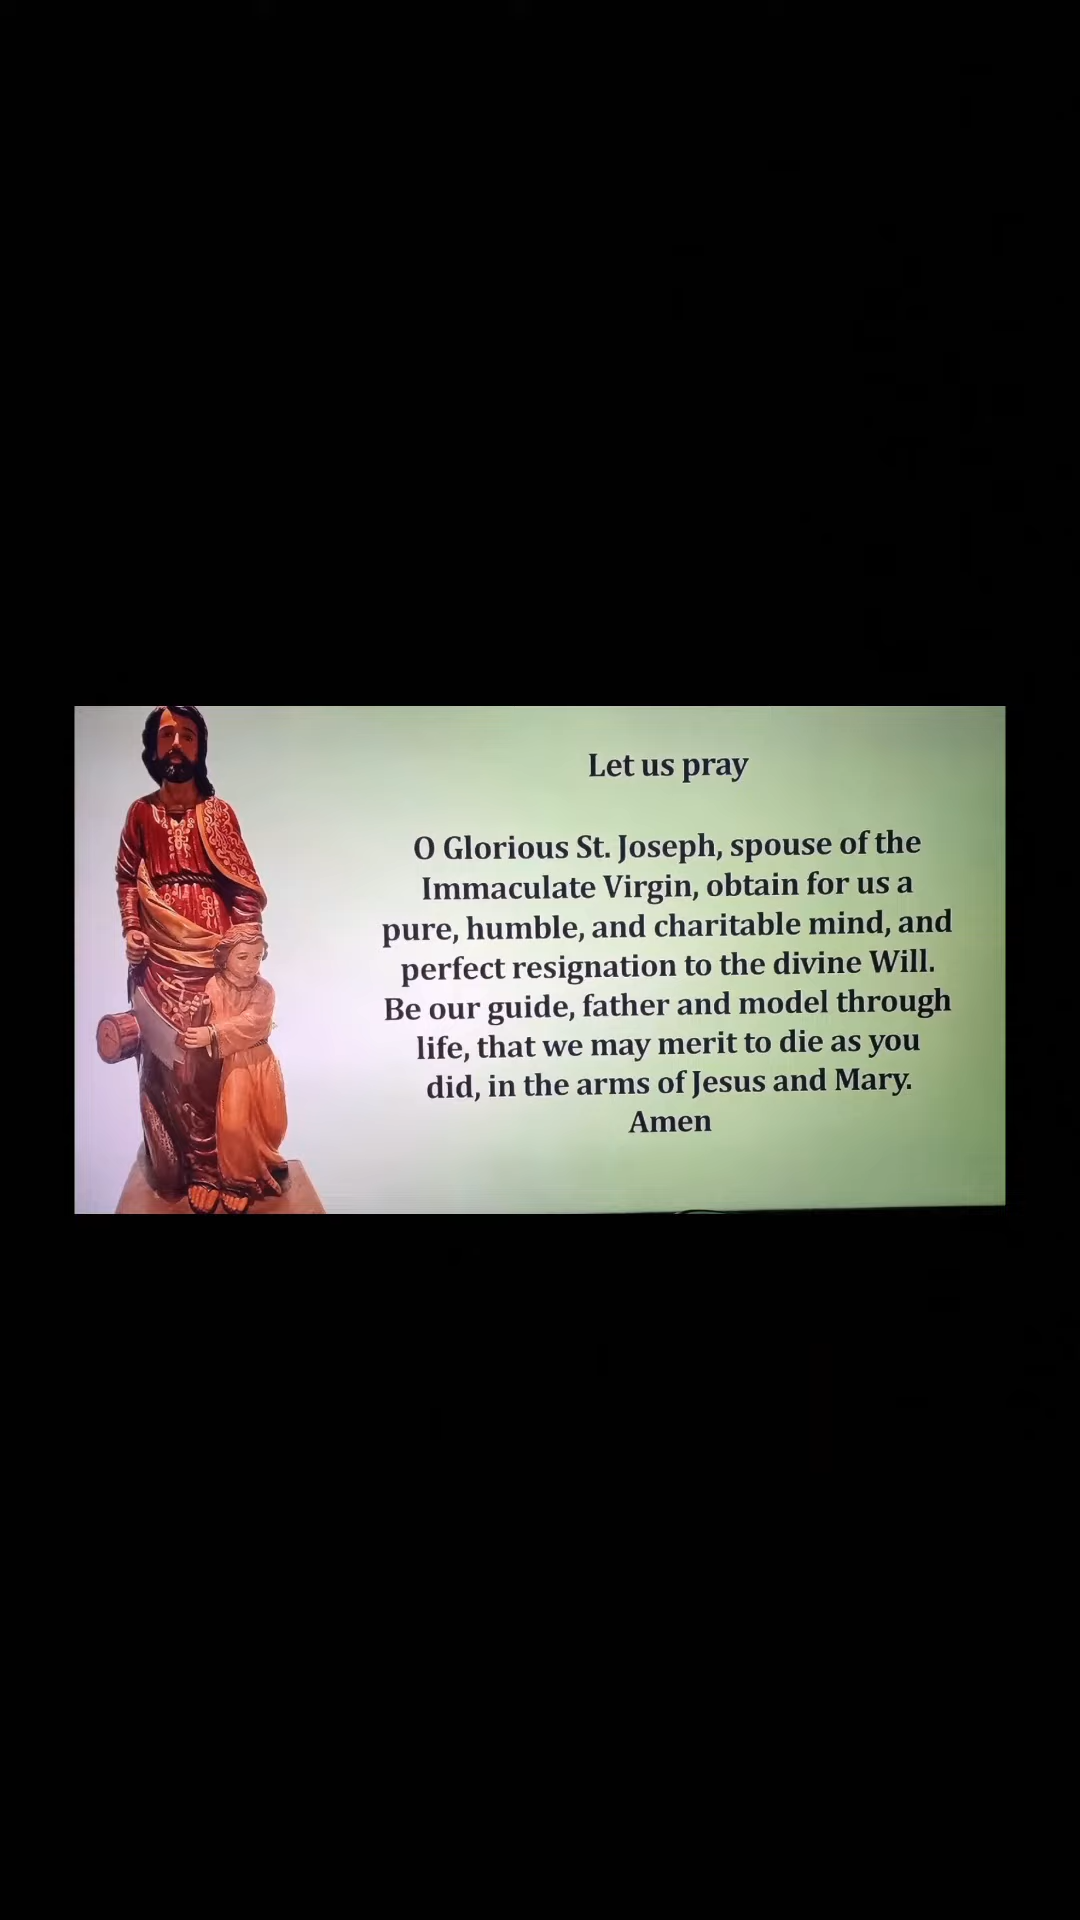 Let us pray
O Glorious St. Joseph, spouse of the
Immaculate Virgin, obtain for us a
pure, humble, and charitable mind, and
perfect resignation to the divine Will.
Be our guide, father and model through
life, that we may merit to die as you
did, in the arms of Jesus and Mary.
Amen